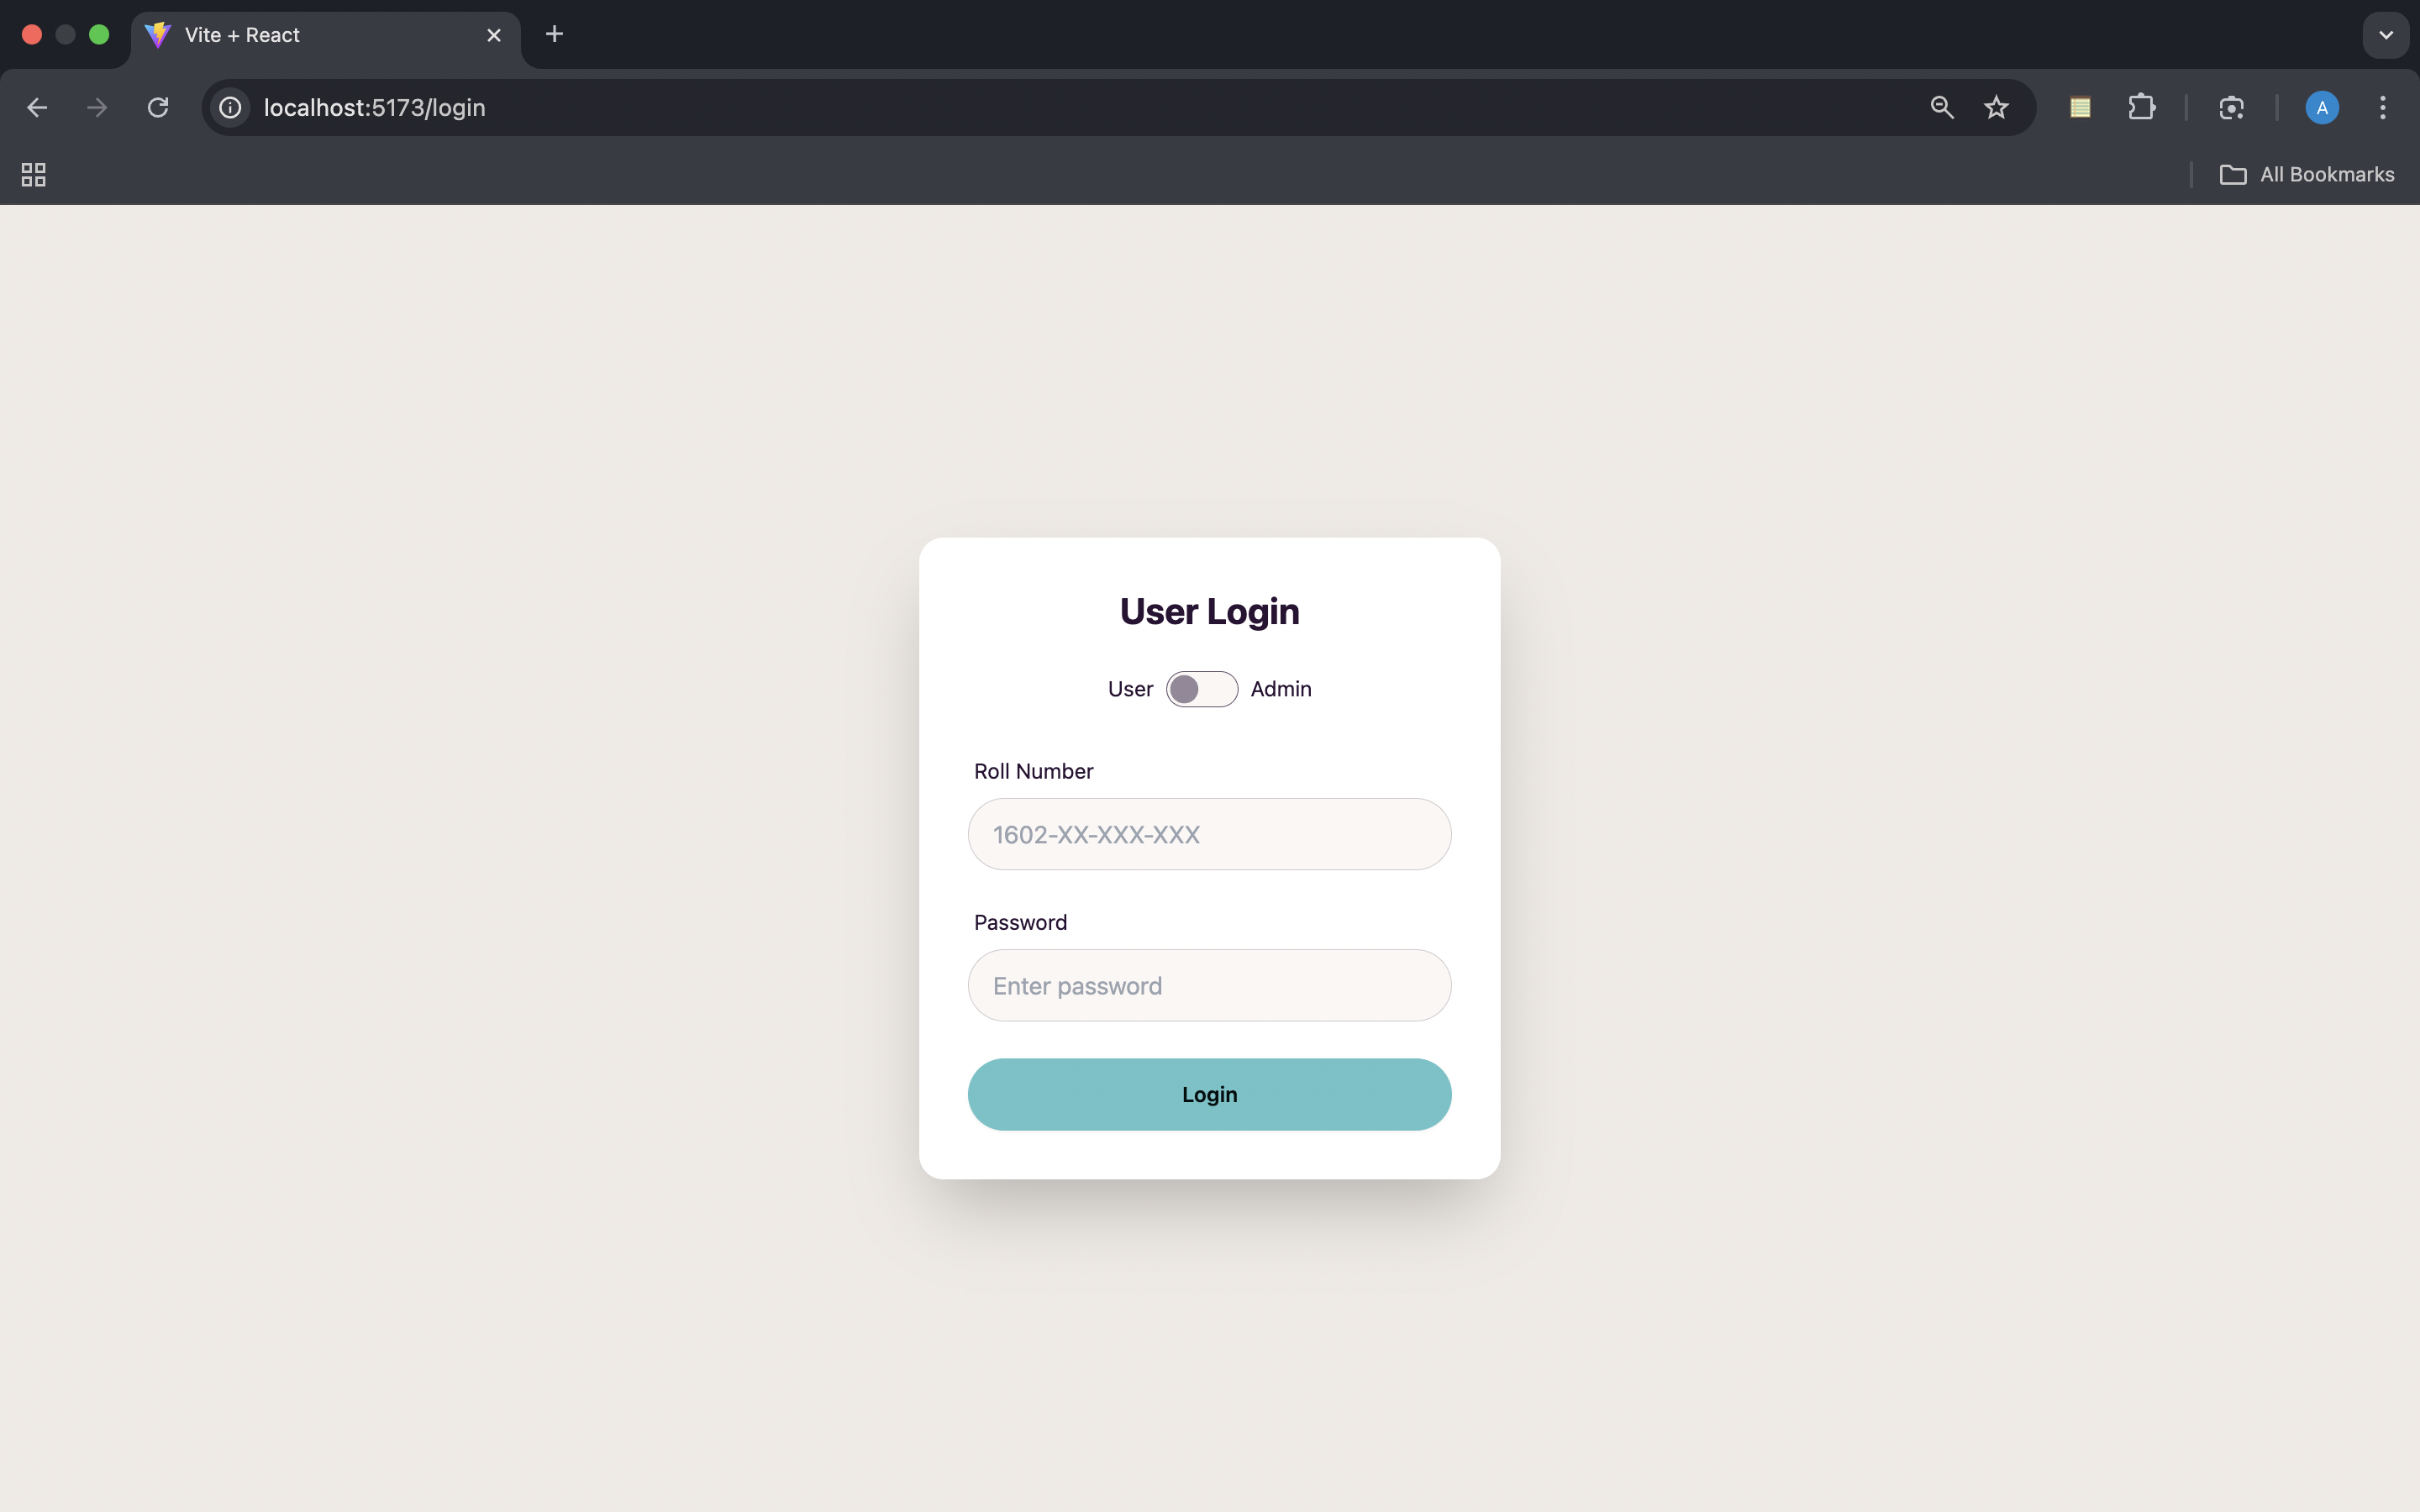 Vite + React
localhost:5173/login
A
All Bookmarks
User Login
User Admin
Roll Number
1602-XX-XXX-XXX
Password
Enter password
Login